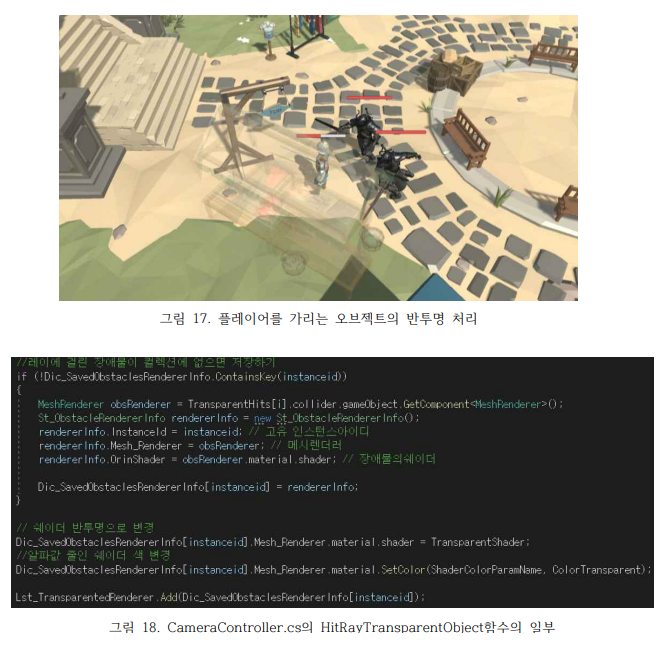 그림 17. 플레이어를 가리는 오브젝트의 반투명 처리
//레이에 걸린 장애물이 컬렉션에 없으면 저장하기
if (!Dic_SavedObstaclesRendererInfo.ContainsKey(instanceid))
{
MeshRenderer obsRenderer = TransparentHits[i].collider.gameObject.GetComponent<MeshRenderer>();
St_ObstacleRendererInfo rendererInfo = new St_ObstacleRendererInfo();
rendererInfo.InstanceId = instanceid; // 고유 인스턴스아이디
rendererInfo.Mesh_Renderer = obsRenderer; // 메시렌더러
rendererInfo.OrinShader = obsRenderer.material.shader; // 장애물의쉐이더
Dic_SavedObstaclesRendererInfo[instanceid] = rendererInfo;
}
// 쉐이더 반투명으로 변경
Dic_SavedObstaclesRendererInfo[instanceid].Mesh_Renderer.material.shader = TransparentShader;
//알파값 줄인 쉐이더 색 변경
Dic_SavedObstaclesRendererInfo[instanceid].Mesh_Renderer.material.SetColor(ShaderColorParamName, ColorTransparent);
Lst_TransparentedRenderer.Add(Dic_SavedObstaclesRendererInfo[instanceid]);
그림 18. CameraController.cs의 HitRayTransparentObject함수의 일부